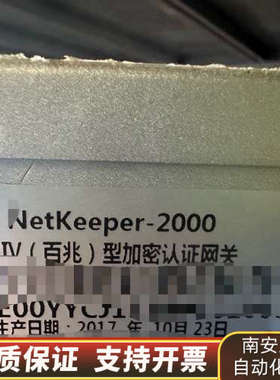 NetKeeper-2000
IV（百兆）型加密认证网关
E00YYCJ1
生产日期：2017 年 10月 23日
质保证 支持开票
南安
自动化